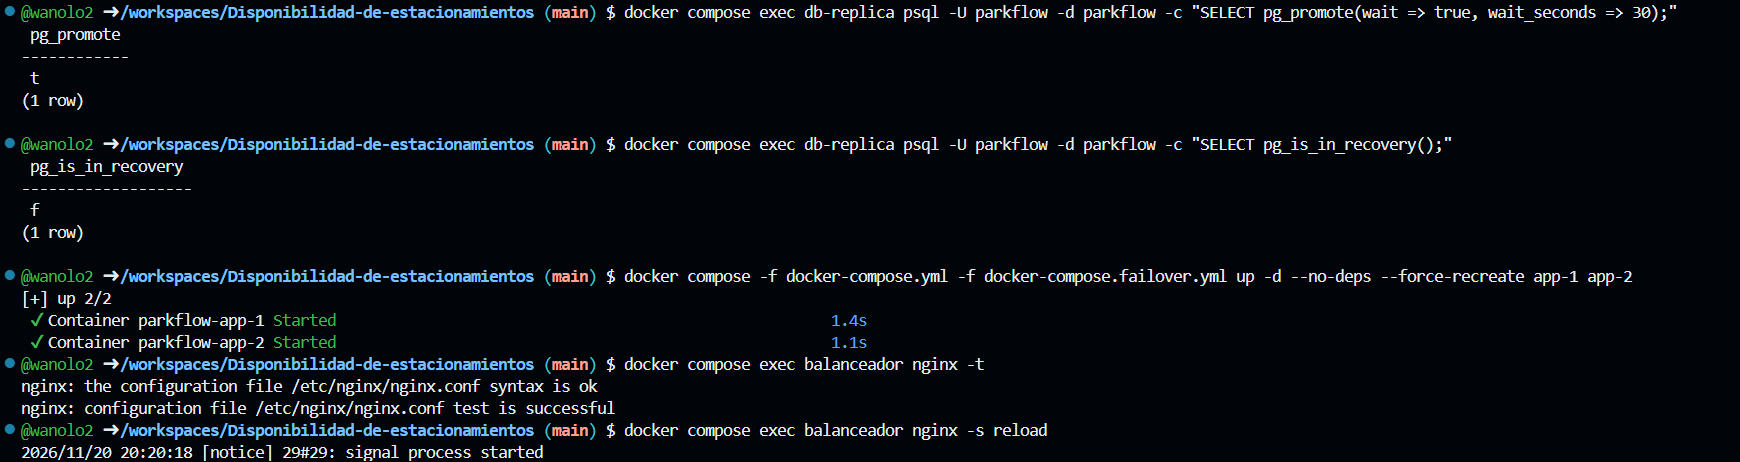 @wanolo2 ➜/workspaces/Disponibilidad-de-estacionamientos (main) $ docker compose exec db-replica psql -U parkflow -d parkflow -c "SELECT pg_promote(wait => true, wait_seconds => 30);"
pg_promote
------------
t
(1 row)
@wanolo2 ➜/workspaces/Disponibilidad-de-estacionamientos (main) $ docker compose exec db-replica psql -U parkflow -d parkflow -c "SELECT pg_is_in_recovery();"
pg_is_in_recovery
-------------------
f
(1 row)
@wanolo2 ➜/workspaces/Disponibilidad-de-estacionamientos (main) $ docker compose -f docker-compose.yml -f docker-compose.failover.yml up -d --no-deps --force-recreate app-1 app-2
[+] up 2/2
✓ Container parkflow-app-1 Started 1.4s
✓ Container parkflow-app-2 Started 1.1s
@wanolo2 ➜/workspaces/Disponibilidad-de-estacionamientos (main) $ docker compose exec balanceador nginx -t
nginx: the configuration file /etc/nginx/nginx.conf syntax is ok
nginx: configuration file /etc/nginx/nginx.conf test is successful
@wanolo2 ➜/workspaces/Disponibilidad-de-estacionamientos (main) $ docker compose exec balanceador nginx -s reload
2026/11/20 20:20:18 [notice] 29#29: signal process started